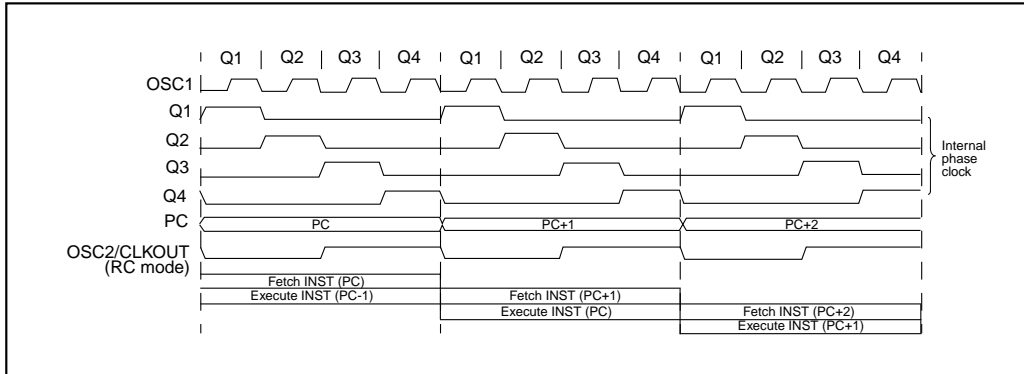 Q1 | Q2 | Q3 | Q4 | Q1 | Q2 | Q3 | Q4 | Q1 | Q2 | Q3 | Q4
OSC1
Q1
Q2
Q3
Q4
Internal
phase
clock
PC
PC
PC+1
PC+2
OSC2/CLKOUT
(RC mode)
Fetch INST (PC)
Execute INST (PC-1)
Fetch INST (PC+1)
Execute INST (PC)
Fetch INST (PC+2)
Execute INST (PC+1)